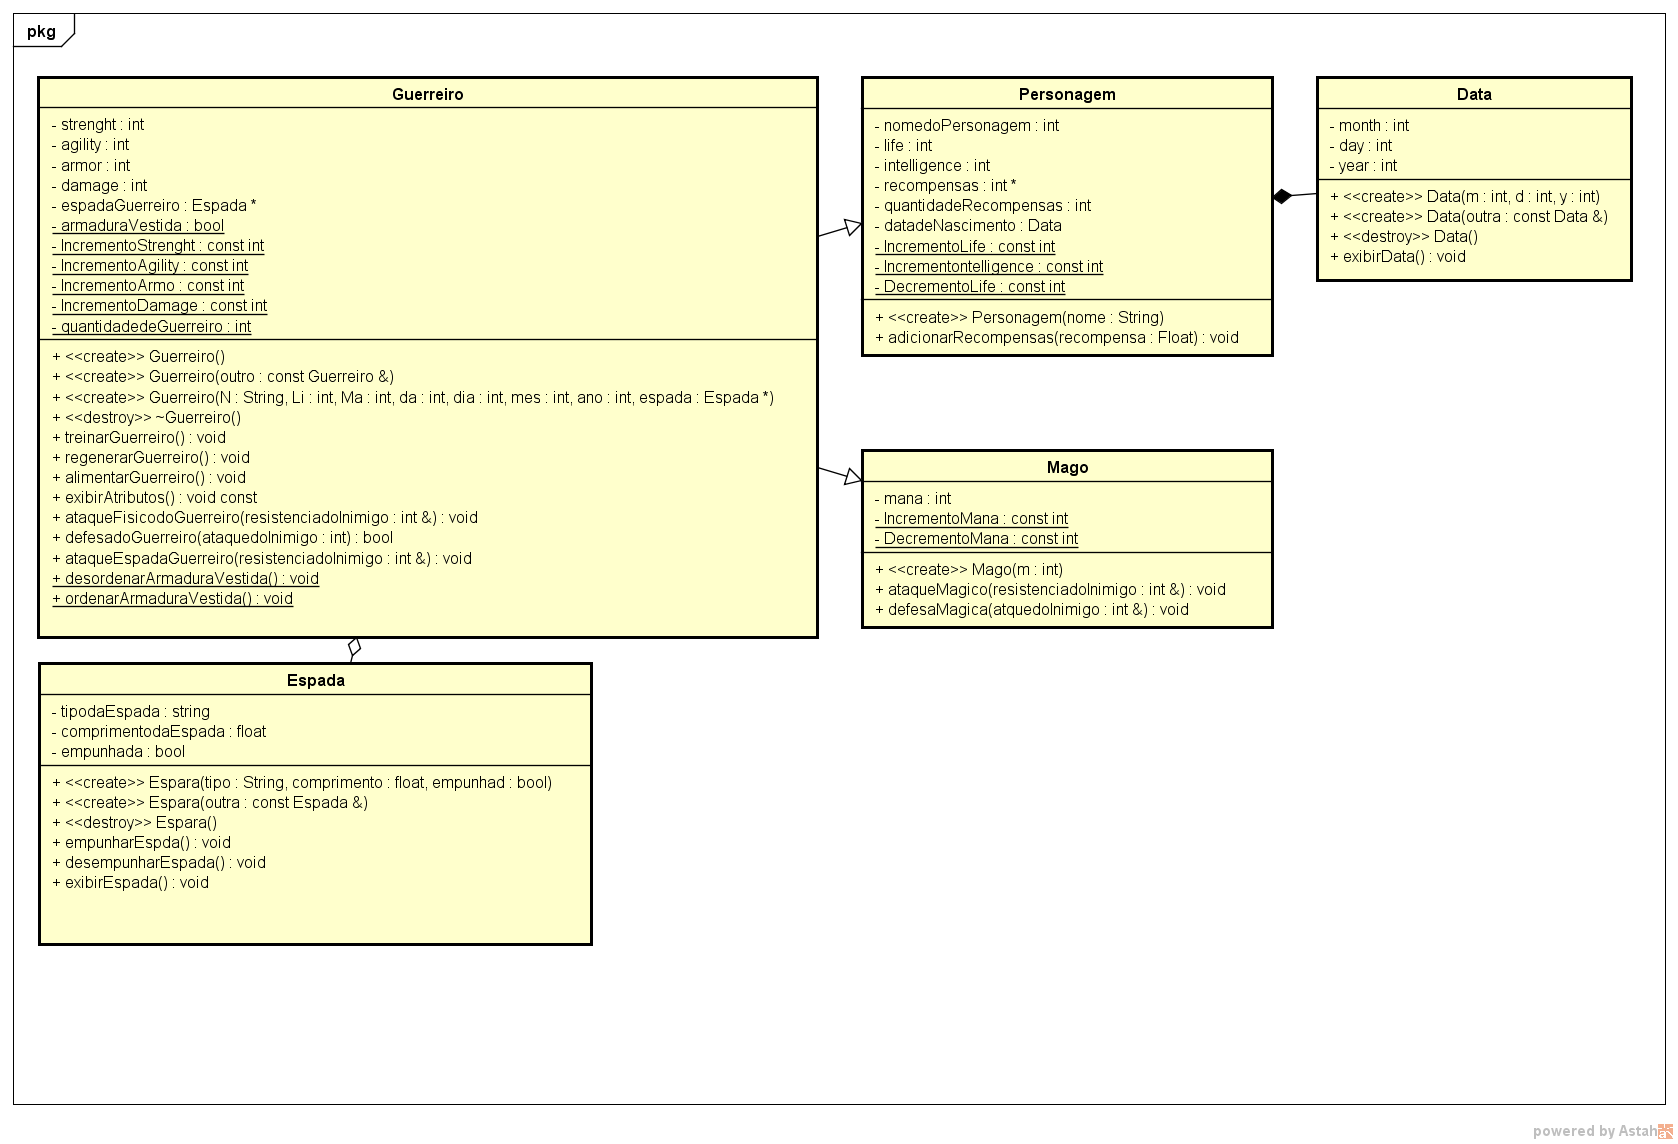 pkg
Guerreiro
- strenght : int
- agility : int
- armor : int
- damage : int
- espadaGuerreiro : Espada *
- armaduraVestida : bool
- IncrementoStrenght : const int
- IncrementoAgility : const int
- IncrementoArmo : const int
- IncrementoDamage : const int
- quantidadedeGuerreiro : int
+ <<create>> Guerreiro()
+ <<create>> Guerreiro(outro : const Guerreiro &)
+ <<create>> Guerreiro(N : String, Li : int, Ma : int, da : int, dia : int, mes : int, ano : int, espada : Espada *)
+ <<destroy>> ~Guerreiro()
+ treinarGuerreiro() : void
+ regenerarGuerreiro() : void
+ alimentarGuerreiro() : void
+ exibirAtributos() : void const
+ ataqueFisicodoGuerreiro(resistenciadoInimigo : int &) : void
+ defesadoGuerreiro(ataquedoInimigo : int) : bool
+ ataqueEspadaGuerreiro(resistenciadoInimigo : int &) : void
+ desordenarArmaduraVestida() : void
+ ordenarArmaduraVestida() : void
Personagem
- nomedoPersonagem : int
- life : int
- intelligence : int
- recompensas : int *
- quantidadeRecompensas : int
- datadeNascimento : Data
- IncrementoLife : const int
- Incrementontelligence : const int
- DecrementoLife : const int
+ <<create>> Personagem(nome : String)
+ adicionarRecompensas(recompensa : Float) : void
Data
- month : int
- day : int
- year : int
+ <<create>> Data(m : int, d : int, y : int)
+ <<create>> Data(outra : const Data &)
+ <<destroy>> Data()
+ exibirData() : void
Mago
- mana : int
- IncrementoMana : const int
- DecrementoMana : const int
+ <<create>> Mago(m : int)
+ ataqueMagico(resistenciadoInimigo : int &) : void
+ defesaMagica(atquedoInimigo : int &) : void
Espada
- tipodaEspada : string
- comprimentodaEspada : float
- empunhada : bool
+ <<create>> Espara(tipo : String, comprimento : float, empunhad : bool)
+ <<create>> Espara(outra : const Espada &)
+ <<destroy>> Espara()
+ empunharEspda() : void
+ desempunharEspada() : void
+ exibirEspada() : void
powered by Astah